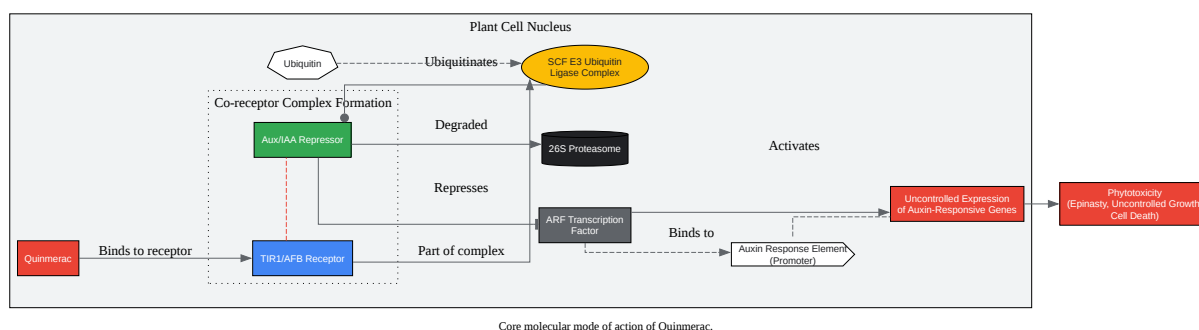 Plant Cell Nucleus
Ubiquitin
Ubiquitinates
SCF E3 Ubiquitin
Ligase Complex
Co-receptor Complex Formation
Aux/IAA Repressor
Degraded
26S Proteasome
Activates
Represses
ARF Transcription
Factor
Uncontrolled Expression
of Auxin-Responsive Genes
Phytotoxicity
(Epinasty, Uncontrolled Growth,
Cell Death)
Quinmerac
Binds to receptor
TIR1/AFB Receptor
Part of complex
Binds to
Auxin Response Element
(Promoter)
Core molecular mode of action of Quinmerac.